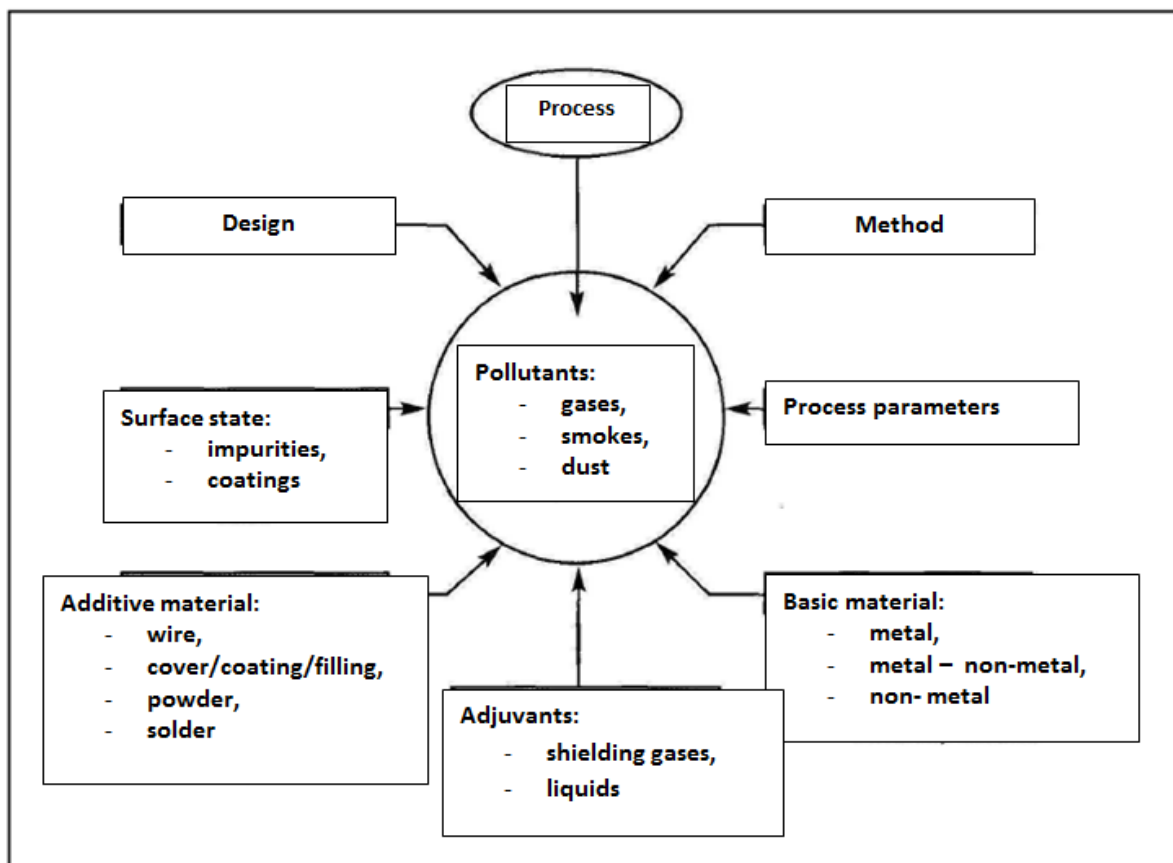 Process
Design
Method
Pollutants:
- gases,
- smokes,
- dust
Surface state:
- impurities,
- coatings
Process parameters
Additive material:
- wire,
- cover/coating/filling,
- powder,
- solder
Adjuvants:
- shielding gases,
- liquids
Basic material:
- metal,
- metal – non-metal,
- non- metal